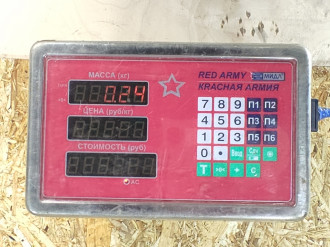 МАССА (кг)
0.24
ЦЕНА (руб/кг)
СТОИМОСТЬ (руб)
AC
RED ARMY МИДЛ
КРАСНАЯ АРМИЯ
7 8 9 П1 П2
4 5 6 П3 П4
1 2 3 П5 П6
0 •
T + C